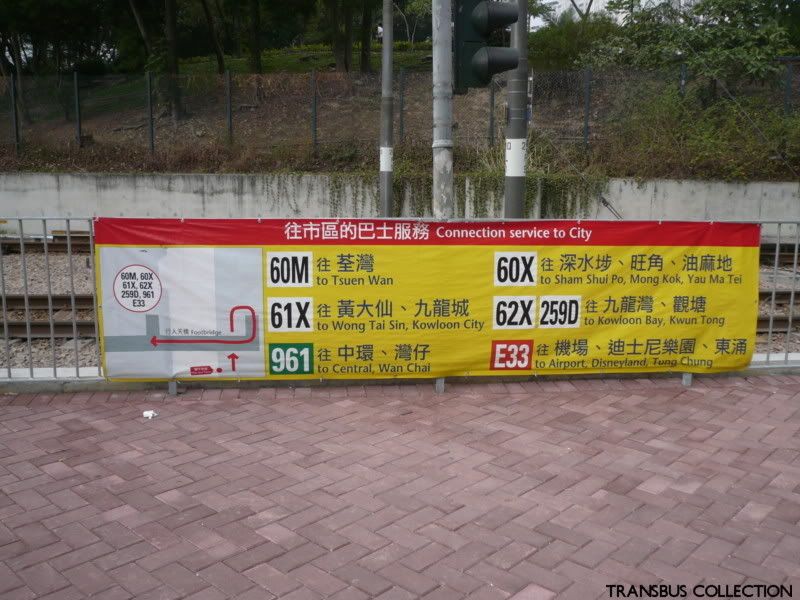 往市區的巴士服務 Connection service to City
60M, 60X
61X, 62X
259D, 961
E33
行人天橋 Footbridge
60M 往 荃灣
to Tsuen Wan
60X 往 深水埗、旺角、油麻地
to Sham Shui Po, Mong Kok, Yau Ma Tei
61X 往 黃大仙、九龍城
to Wong Tai Sin, Kowloon City
62X 259D 往 九龍灣、觀塘
to Kowloon Bay, Kwun Tong
961 往 中環、灣仔
to Central, Wan Chai
E33 往 機場、迪士尼樂園、東涌
to Airport, Disneyland, Tung Chung
TRANSBUS COLLECTION